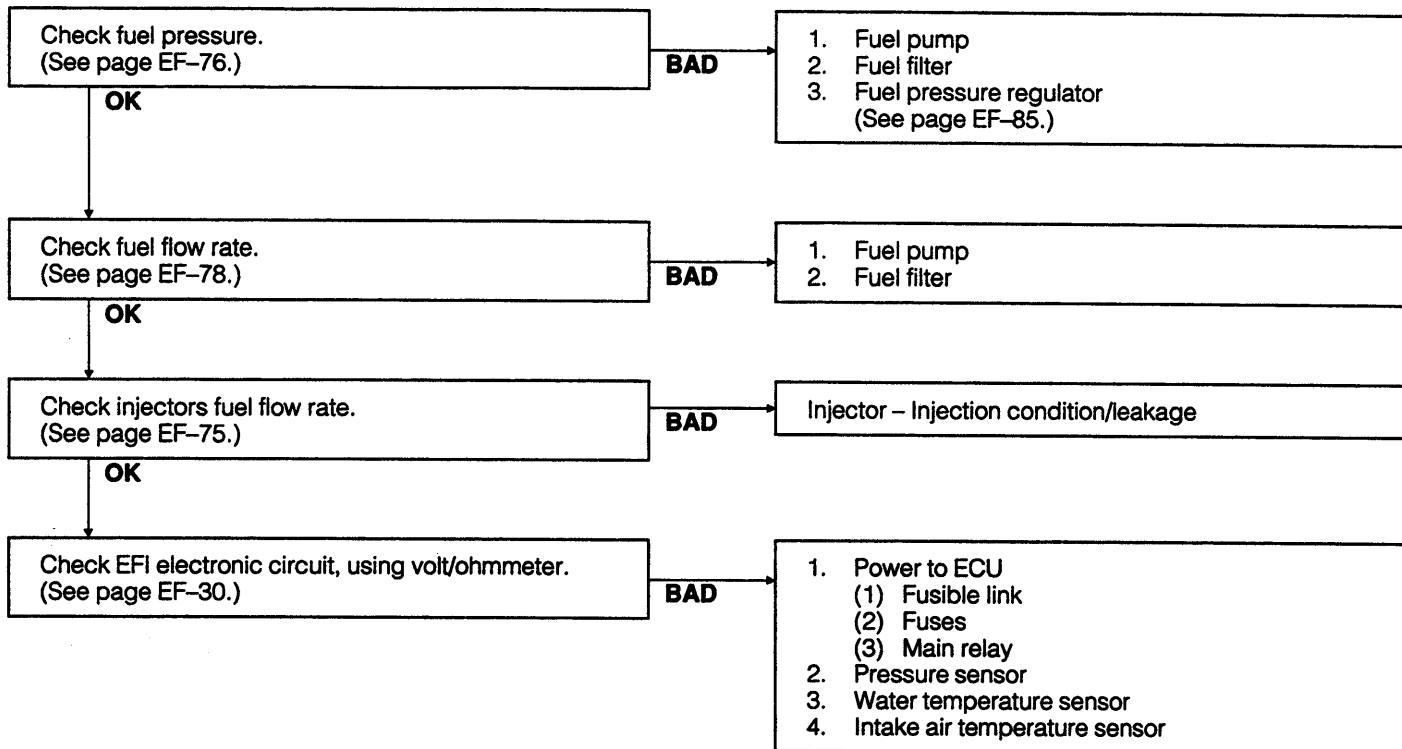 Check fuel pressure.
(See page EF–76.)
BAD
1. Fuel pump
2. Fuel filter
3. Fuel pressure regulator
(See page EF–85.)
OK
Check fuel flow rate.
(See page EF–78.)
BAD
1. Fuel pump
2. Fuel filter
OK
Check injectors fuel flow rate.
(See page EF–75.)
BAD
Injector – Injection condition/leakage
OK
Check EFI electronic circuit, using volt/ohmmeter.
(See page EF–30.)
BAD
1. Power to ECU
(1) Fusible link
(2) Fuses
(3) Main relay
2. Pressure sensor
3. Water temperature sensor
4. Intake air temperature sensor